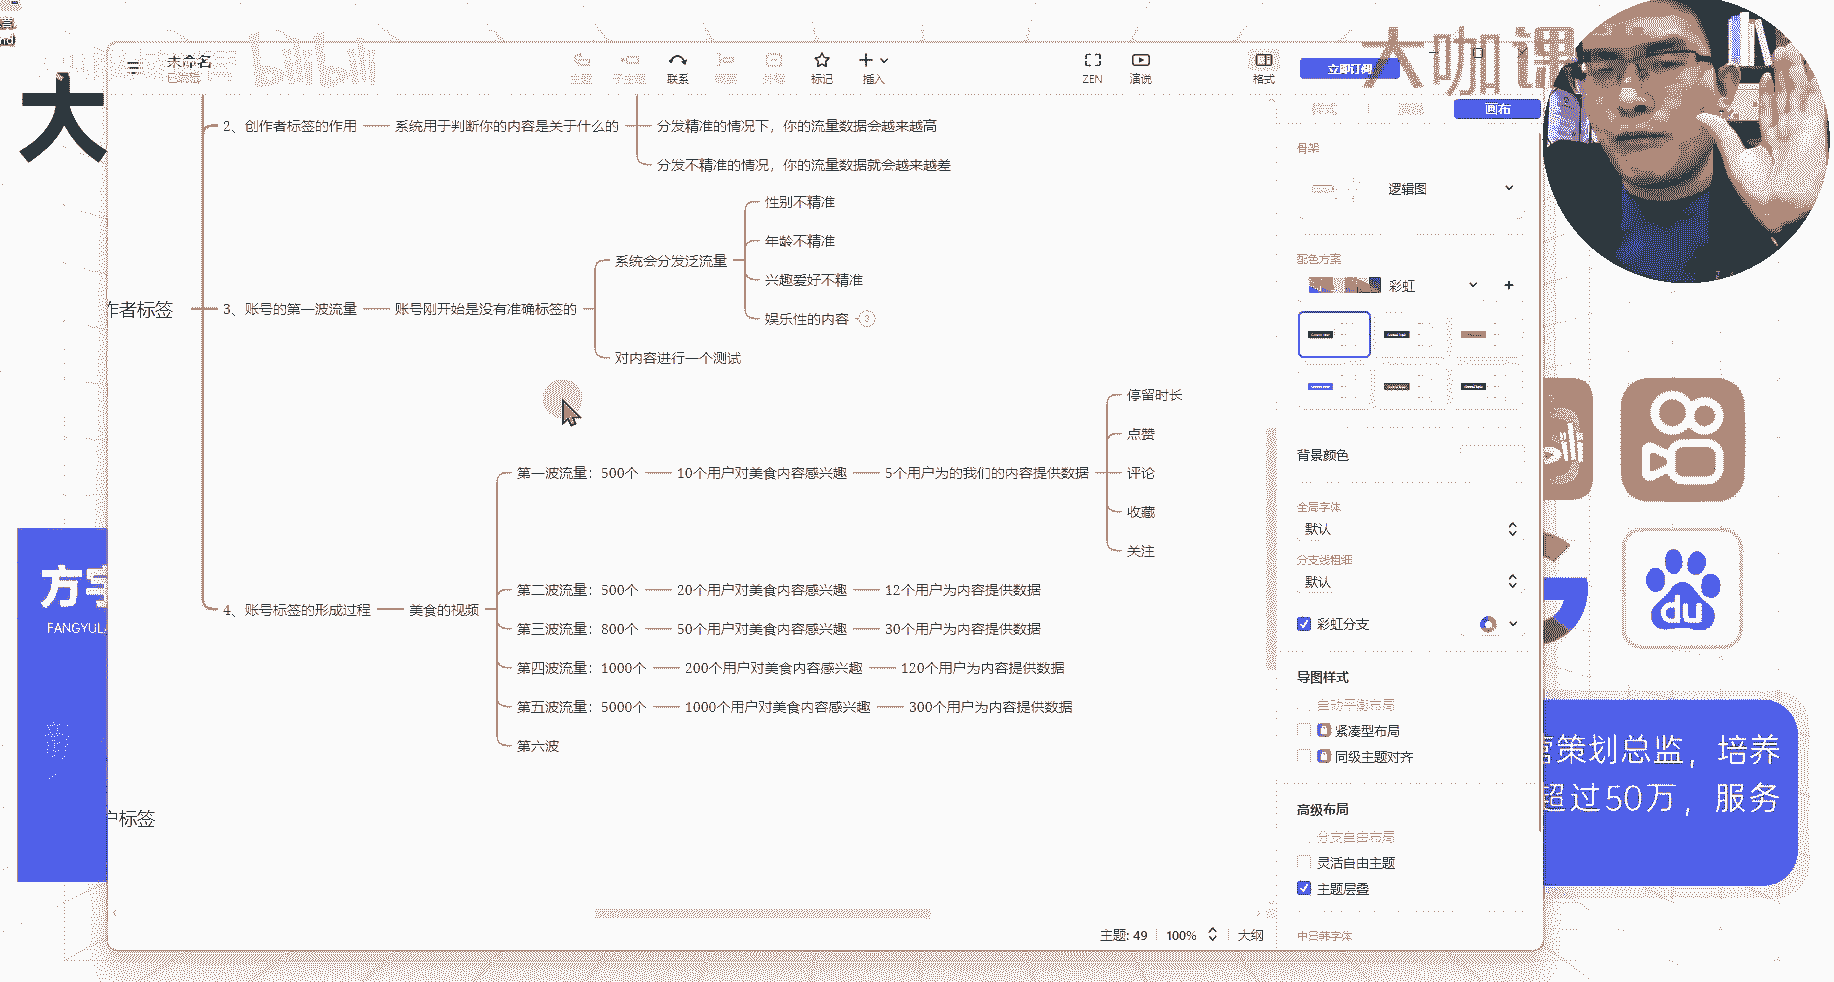 大咖课
bilibili
未命名
主题
子主题
联系
概要
外框
标记
插入
ZEN
演说
格式
立即订阅
大
画布
2、创作者标签的作用
系统用于判断你的内容是关于什么的
分发精准的情况下，你的流量数据会越来越高
分发不精准的情况，你的流量数据就会越来越差
作者标签
3、账号的第一波流量
账号刚开始是没有准确标签的
系统会分发泛流量
性别不精准
年龄不精准
兴趣爱好不精准
娱乐性的内容
对内容进行一个测试
4、账号标签的形成过程
美食的视频
第一波流量：500个
10个用户对美食内容感兴趣
5个用户为的我们的内容提供数据
停留时长
点赞
评论
收藏
关注
第二波流量：500个
20个用户对美食内容感兴趣
12个用户为内容提供数据
第三波流量：800个
50个用户对美食内容感兴趣
30个用户为内容提供数据
第四波流量：1000个
200个用户对美食内容感兴趣
120个用户为内容提供数据
第五波流量：5000个
1000个用户对美食内容感兴趣
300个用户为内容提供数据
第六波
户标签
骨架
逻辑图
配色方案
彩虹
背景颜色
全局字体
默认
分支线粗细
默认
彩虹分支
导图样式
自动平衡布局
紧凑型布局
同级主题对齐
高级布局
分支自由布局
灵活自由主题
主题层叠
中日韩字体
主题: 49
100%
大纲
方宇
FANGYU
du
营策划总监，培养
超过50万，服务